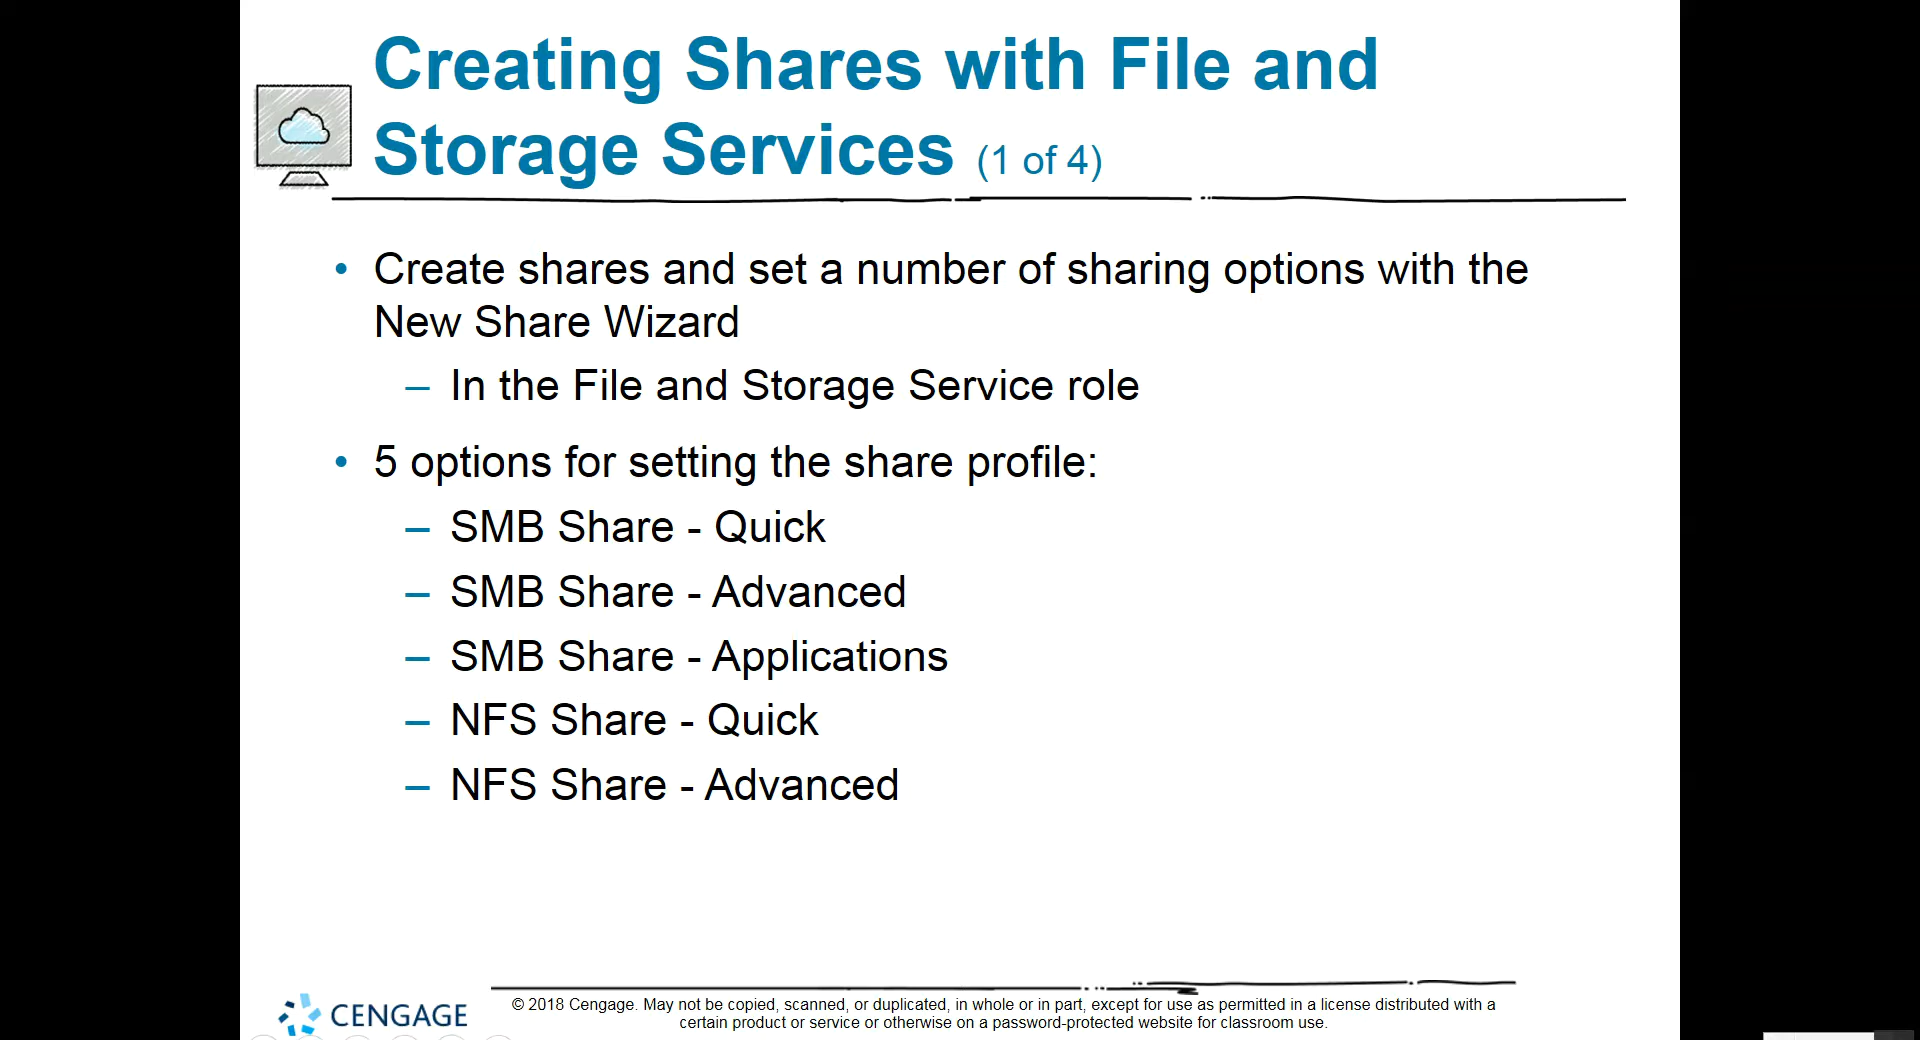 Creating Shares with File and
Storage Services (1 of 4)
• Create shares and set a number of sharing options with the
New Share Wizard
– In the File and Storage Service role
• 5 options for setting the share profile:
– SMB Share - Quick
– SMB Share - Advanced
– SMB Share - Applications
– NFS Share - Quick
– NFS Share - Advanced
CENGAGE
© 2018 Cengage. May not be copied, scanned, or duplicated, in whole or in part, except for use as permitted in a license distributed with a
certain product or service or otherwise on a password-protected website for classroom use.